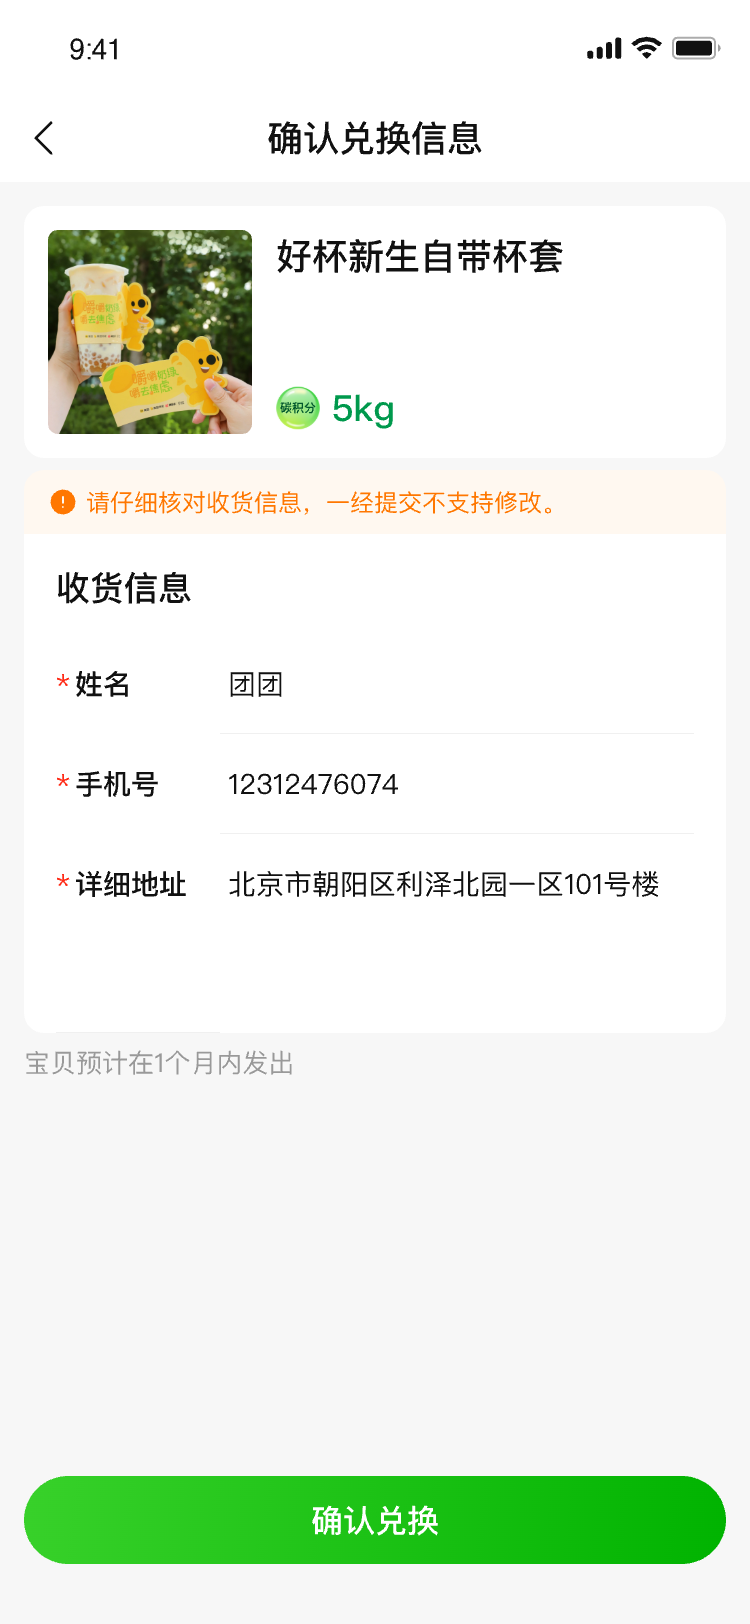 9:41
确认兑换信息
好杯新生自带杯套
碳积分 5kg
请仔细核对收货信息，一经提交不支持修改。
收货信息
* 姓名 团团
* 手机号 12312476074
* 详细地址 北京市朝阳区利泽北园一区101号楼
宝贝预计在1个月内发出
确认兑换